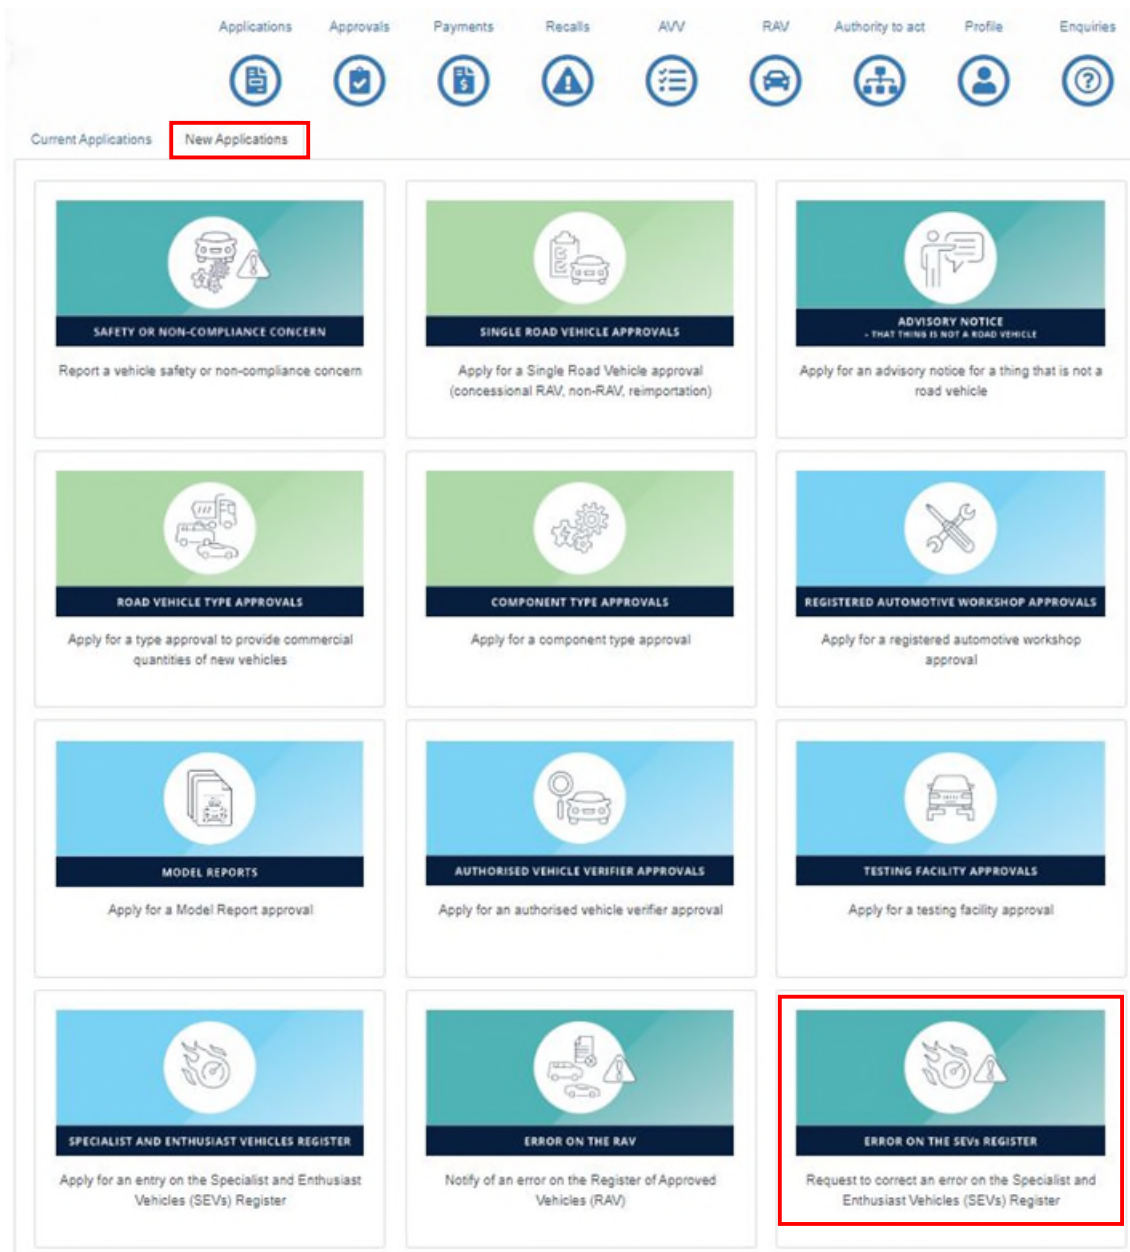 Applications Approvals Payments Recalls AVV RAV Authority to act Profile Enquiries
Current Applications New Applications
SAFETY OR NON-COMPLIANCE CONCERN
Report a vehicle safety or non-compliance concern
SINGLE ROAD VEHICLE APPROVALS
Apply for a Single Road Vehicle approval
(concessional RAV, non-RAV, reimportation)
ADVISORY NOTICE
- THAT THING IS NOT A ROAD VEHICLE
Apply for an advisory notice for a thing that is not a
road vehicle
ROAD VEHICLE TYPE APPROVALS
Apply for a type approval to provide commercial
quantities of new vehicles
COMPONENT TYPE APPROVALS
Apply for a component type approval
REGISTERED AUTOMOTIVE WORKSHOP APPROVALS
Apply for a registered automotive workshop
approval
MODEL REPORTS
Apply for a Model Report approval
AUTHORISED VEHICLE VERIFIER APPROVALS
Apply for an authorised vehicle verifier approval
TESTING FACILITY APPROVALS
Apply for a testing facility approval
SPECIALIST AND ENTHUSIAST VEHICLES REGISTER
Apply for an entry on the Specialist and Enthusiast
Vehicles (SEVs) Register
ERROR ON THE RAV
Notify of an error on the Register of Approved
Vehicles (RAV)
ERROR ON THE SEVs REGISTER
Request to correct an error on the Specialist and
Enthusiast Vehicles (SEVs) Register